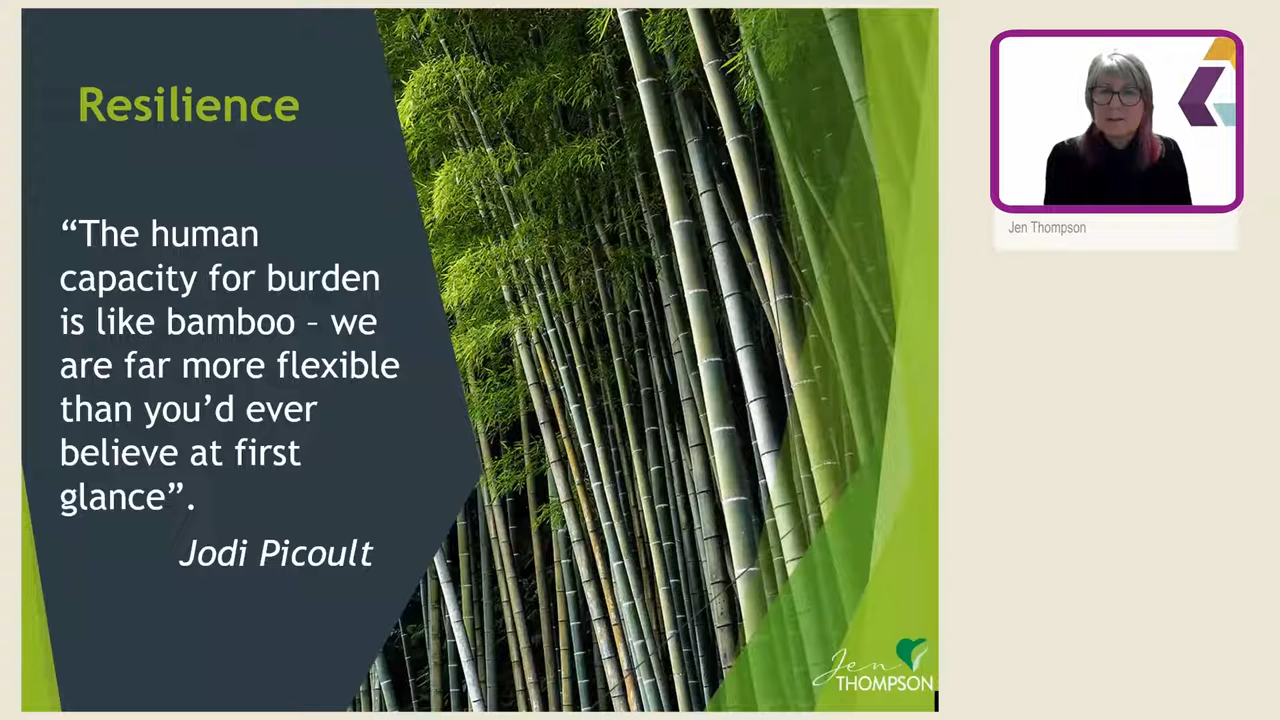 Resilience
“The human
capacity for burden
is like bamboo – we
are far more flexible
than you’d ever
believe at first
glance”.
Jodi Picoult
Jen
THOMPSON
Jen Thompson